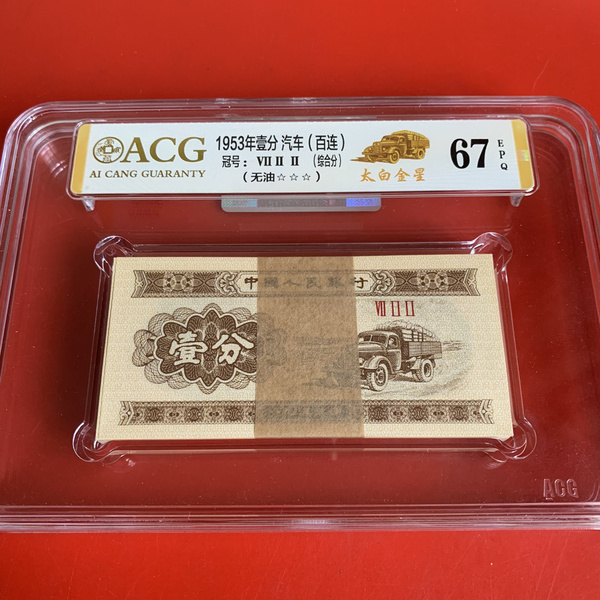 ACG
AI CANG GUARANTY
1953年壹分 汽车（百连）
冠号：Ⅶ Ⅱ Ⅱ （综合分）
（无油☆☆☆）
太白金星
67
EPQ
中国人民银行
Ⅶ Ⅱ Ⅱ
壹分
ACG